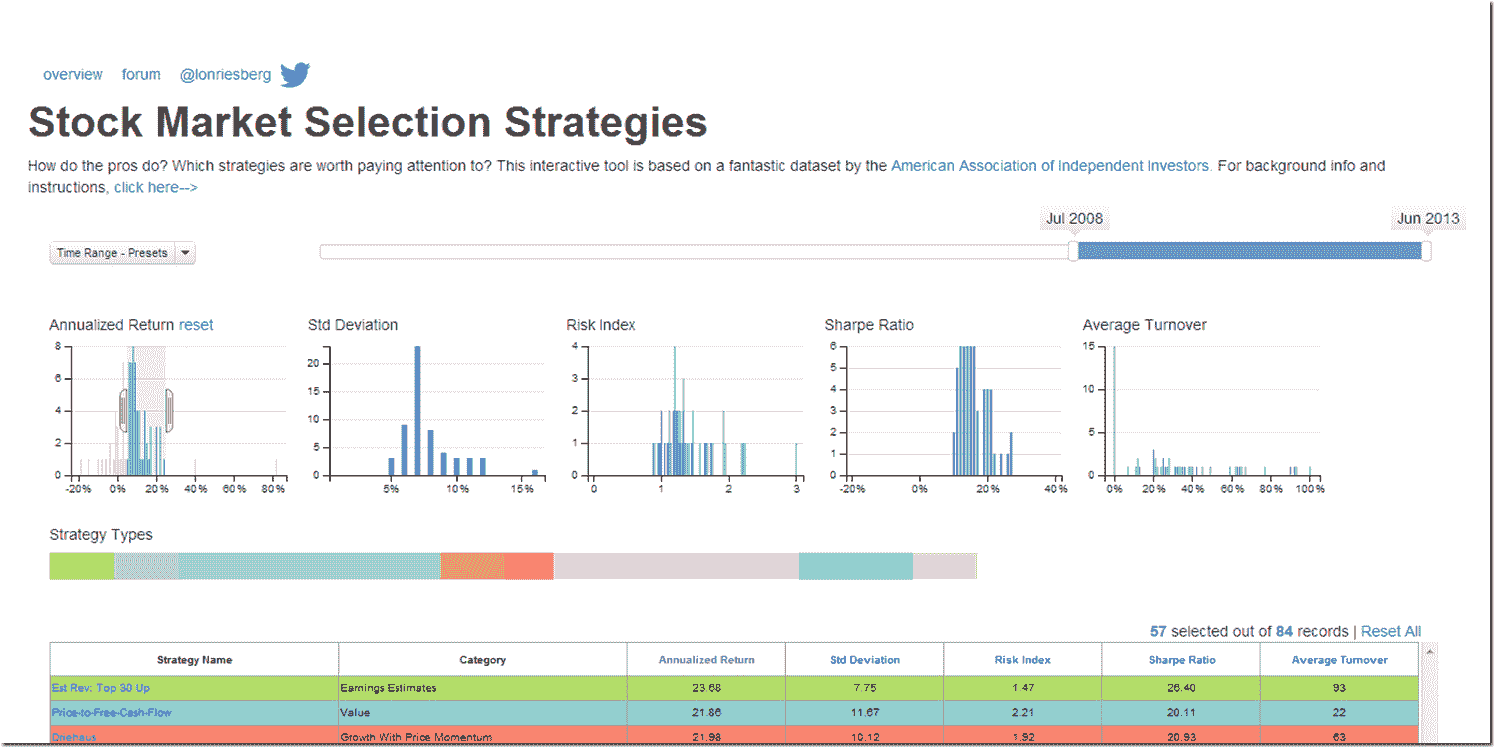 overview forum @lonriesberg
Stock Market Selection Strategies
How do the pros do? Which strategies are worth paying attention to? This interactive tool is based on a fantastic dataset by the American Association of Independent Investors. For background info and
instructions, click here-->
Jul 2008 Jun 2013
Time Range - Presets
Annualized Return reset
8
6
4
2
0
-20% 0% 20% 40% 60% 80%
Std Deviation
20
15
10
5
0
5% 10% 15%
Risk Index
4
3
2
1
0
0 1 2 3
Sharpe Ratio
6
5
4
3
2
1
0
-20% 0% 20% 40%
Average Turnover
15
10
5
0
0% 20% 40% 60% 80% 100%
Strategy Types
57 selected out of 84 records | Reset All
Strategy Name Category Annualized Return Std Deviation Risk Index Sharpe Ratio Average Turnover
Est Rev: Top 30 Up Earnings Estimates 23.68 7.75 1.47 26.40 93
Price-to-Free-Cash-Flow Value 21.86 11.67 2.21 20.11 22
Driehaus Growth With Price Momentum 21.98 10.12 1.92 20.93 63